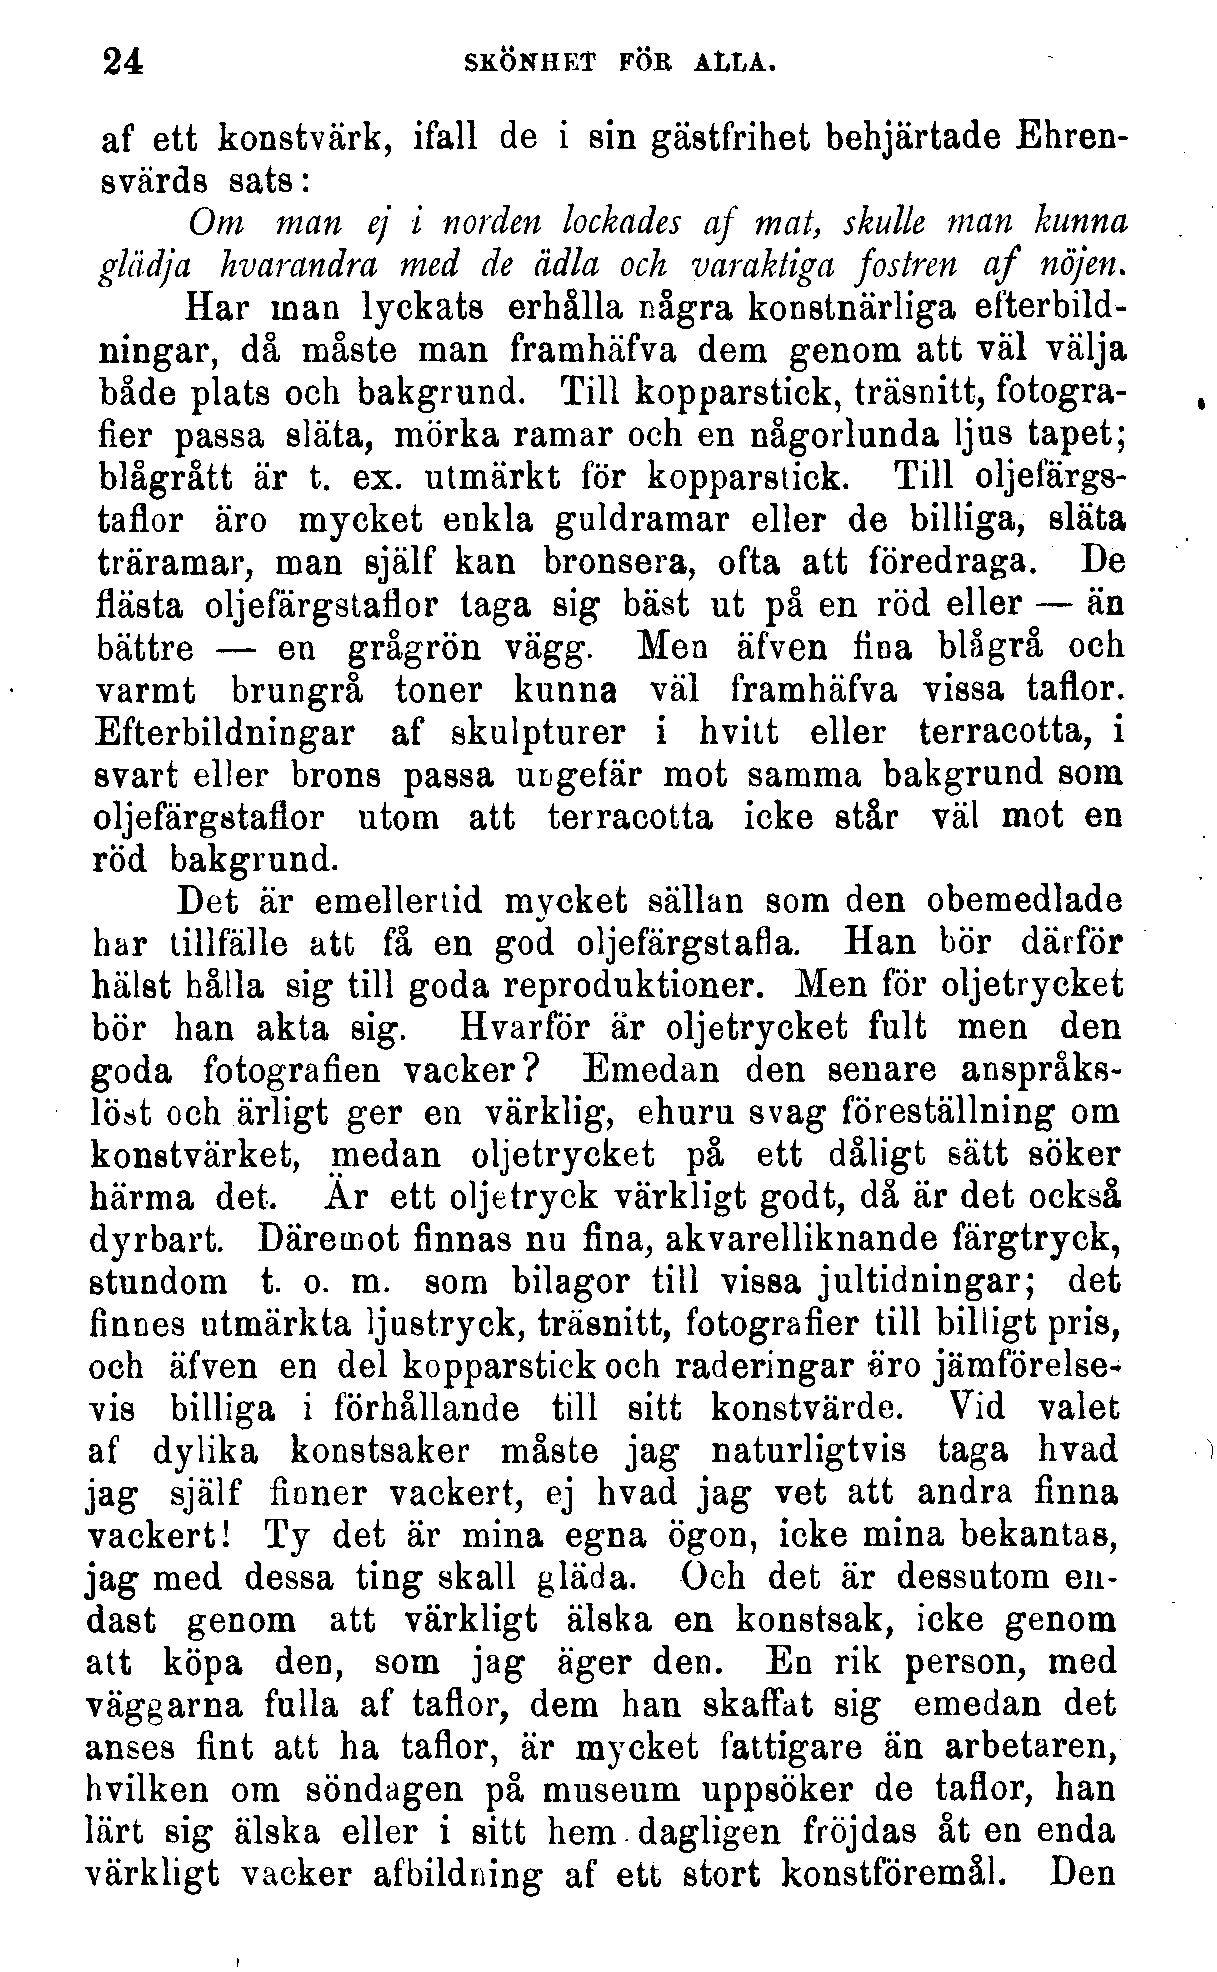 24 SKÖNHET FÖR ALLA.
af ett konstvärk, ifall de i sin gästfrihet behjärtade Ehren-
svärds sats:
Om man ej i norden lockades af mat, skulle man kunna
glädja hvarandra med de ädla och varaktiga fostren af nöjen.
Har man lyckats erhålla några konstnärliga efterbild-
ningar, då måste man framhäfva dem genom att väl välja
både plats och bakgrund. Till kopparstick, träsnitt, fotogra-
fier passa släta, mörka ramar och en någorlunda ljus tapet;
blågrått är t. ex. utmärkt för kopparstick. Till oljefärgs-
taflor äro mycket enkla guldramar eller de billiga, släta
träramar, man själf kan bronsera, ofta att föredraga. De
flästa oljefärgstaflor taga sig bäst ut på en röd eller — än
bättre — en grågrön vägg. Men äfven fina blågrå och
varmt brungrå toner kunna väl framhäfva vissa taflor.
Efterbildningar af skulpturer i hvitt eller terracotta, i
svart eller brons passa ungefär mot samma bakgrund som
oljefärgstaflor utom att terracotta icke står väl mot en
röd bakgrund.
Det är emellertid mycket sällan som den obemedlade
har tillfälle att få en god oljefärgstafla. Han bör därför
hälst hålla sig till goda reproduktioner. Men för oljetrycket
bör han akta sig. Hvarför är oljetrycket fult men den
goda fotografien vacker? Emedan den senare anspråks-
löst och ärligt ger en värklig, ehuru svag föreställning om
konstvärket, medan oljetrycket på ett dåligt sätt söker
härma det. Är ett oljetryck värkligt godt, då är det också
dyrbart. Däremot finnas nu fina, akvarelliknande färgtryck,
stundom t. o. m. som bilagor till vissa jultidningar; det
finnes utmärkta ljustryck, träsnitt, fotografier till billigt pris,
och äfven en del kopparstick och raderingar äro jämförelse-
vis billiga i förhållande till sitt konstvärde. Vid valet
af dylika konstsaker måste jag naturligtvis taga hvad
jag själf finner vackert, ej hvad jag vet att andra finna
vackert! Ty det är mina egna ögon, icke mina bekantas,
jag med dessa ting skall gläda. Och det är dessutom en-
dast genom att värkligt älska en konstsak, icke genom
att köpa den, som jag äger den. En rik person, med
väggarna fulla af taflor, dem han skaffat sig emedan det
anses fint att ha taflor, är mycket fattigare än arbetaren,
hvilken om söndagen på museum uppsöker de taflor, han
lärt sig älska eller i sitt hem dagligen fröjdas åt en enda
värkligt vacker afbildning af ett stort konstföremål. Den